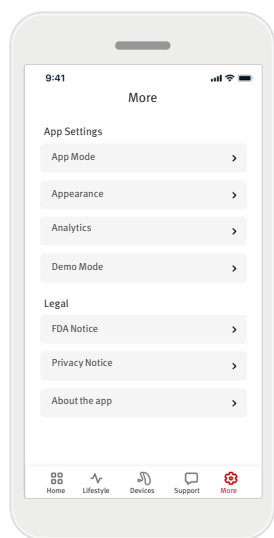 9:41
More
App Settings
App Mode
Appearance
Analytics
Demo Mode
Legal
FDA Notice
Privacy Notice
About the app
Home Lifestyle Devices Support More